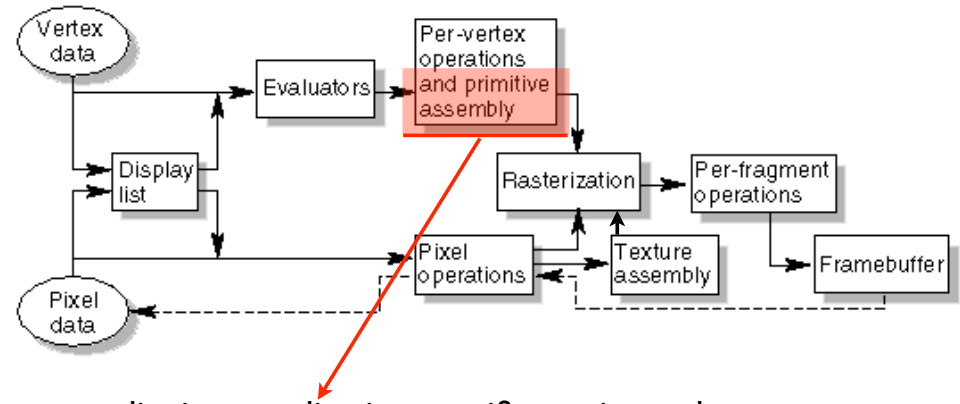 Vertex
data
Per-vertex
operations
and primitive
assembly
Evaluators
Display
list
Rasterization
Per-fragment
operations
Pixel
operations
Texture
assembly
Framebuffer
Pixel
data